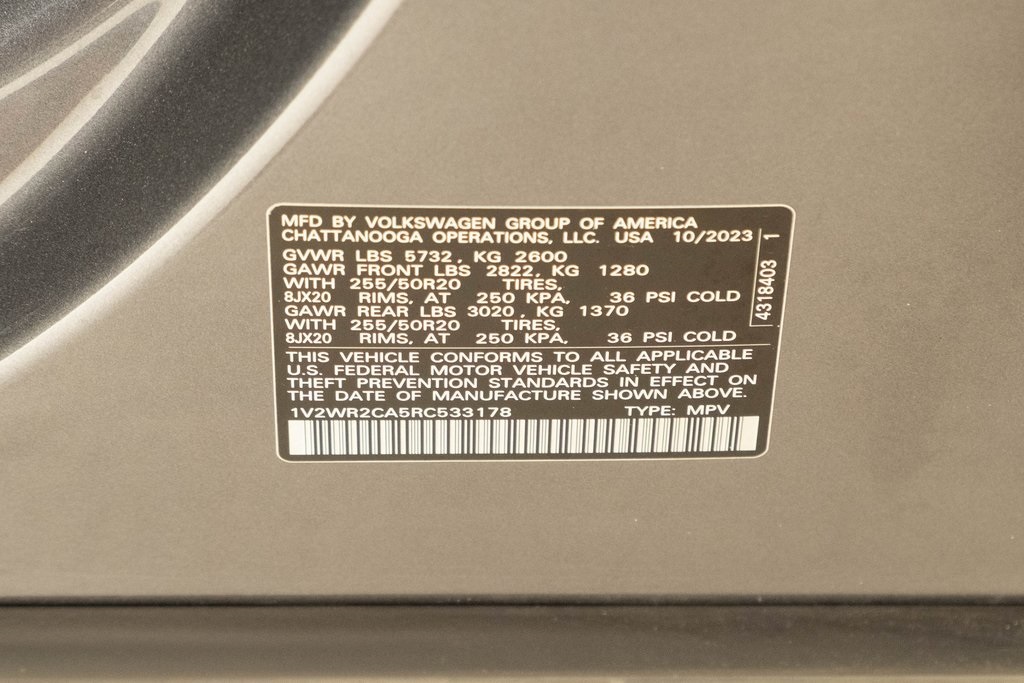 MFD BY VOLKSWAGEN GROUP OF AMERICA
CHATTANOOGA OPERATIONS, LLC. USA 10/2023
GVWR LBS 5732, KG 2600
GAWR FRONT LBS 2822, KG 1280
WITH 255/50R20 TIRES,
8JX20 RIMS, AT 250 KPA, 36 PSI COLD
GAWR REAR LBS 3020, KG 1370
WITH 255/50R20 TIRES,
8JX20 RIMS, AT 250 KPA, 36 PSI COLD
4318403 1
THIS VEHICLE CONFORMS TO ALL APPLICABLE
U.S. FEDERAL MOTOR VEHICLE SAFETY AND
THEFT PREVENTION STANDARDS IN EFFECT ON
THE DATE OF MANUFACTURE SHOWN ABOVE.
1V2WR2CA5RC533178 TYPE: MPV